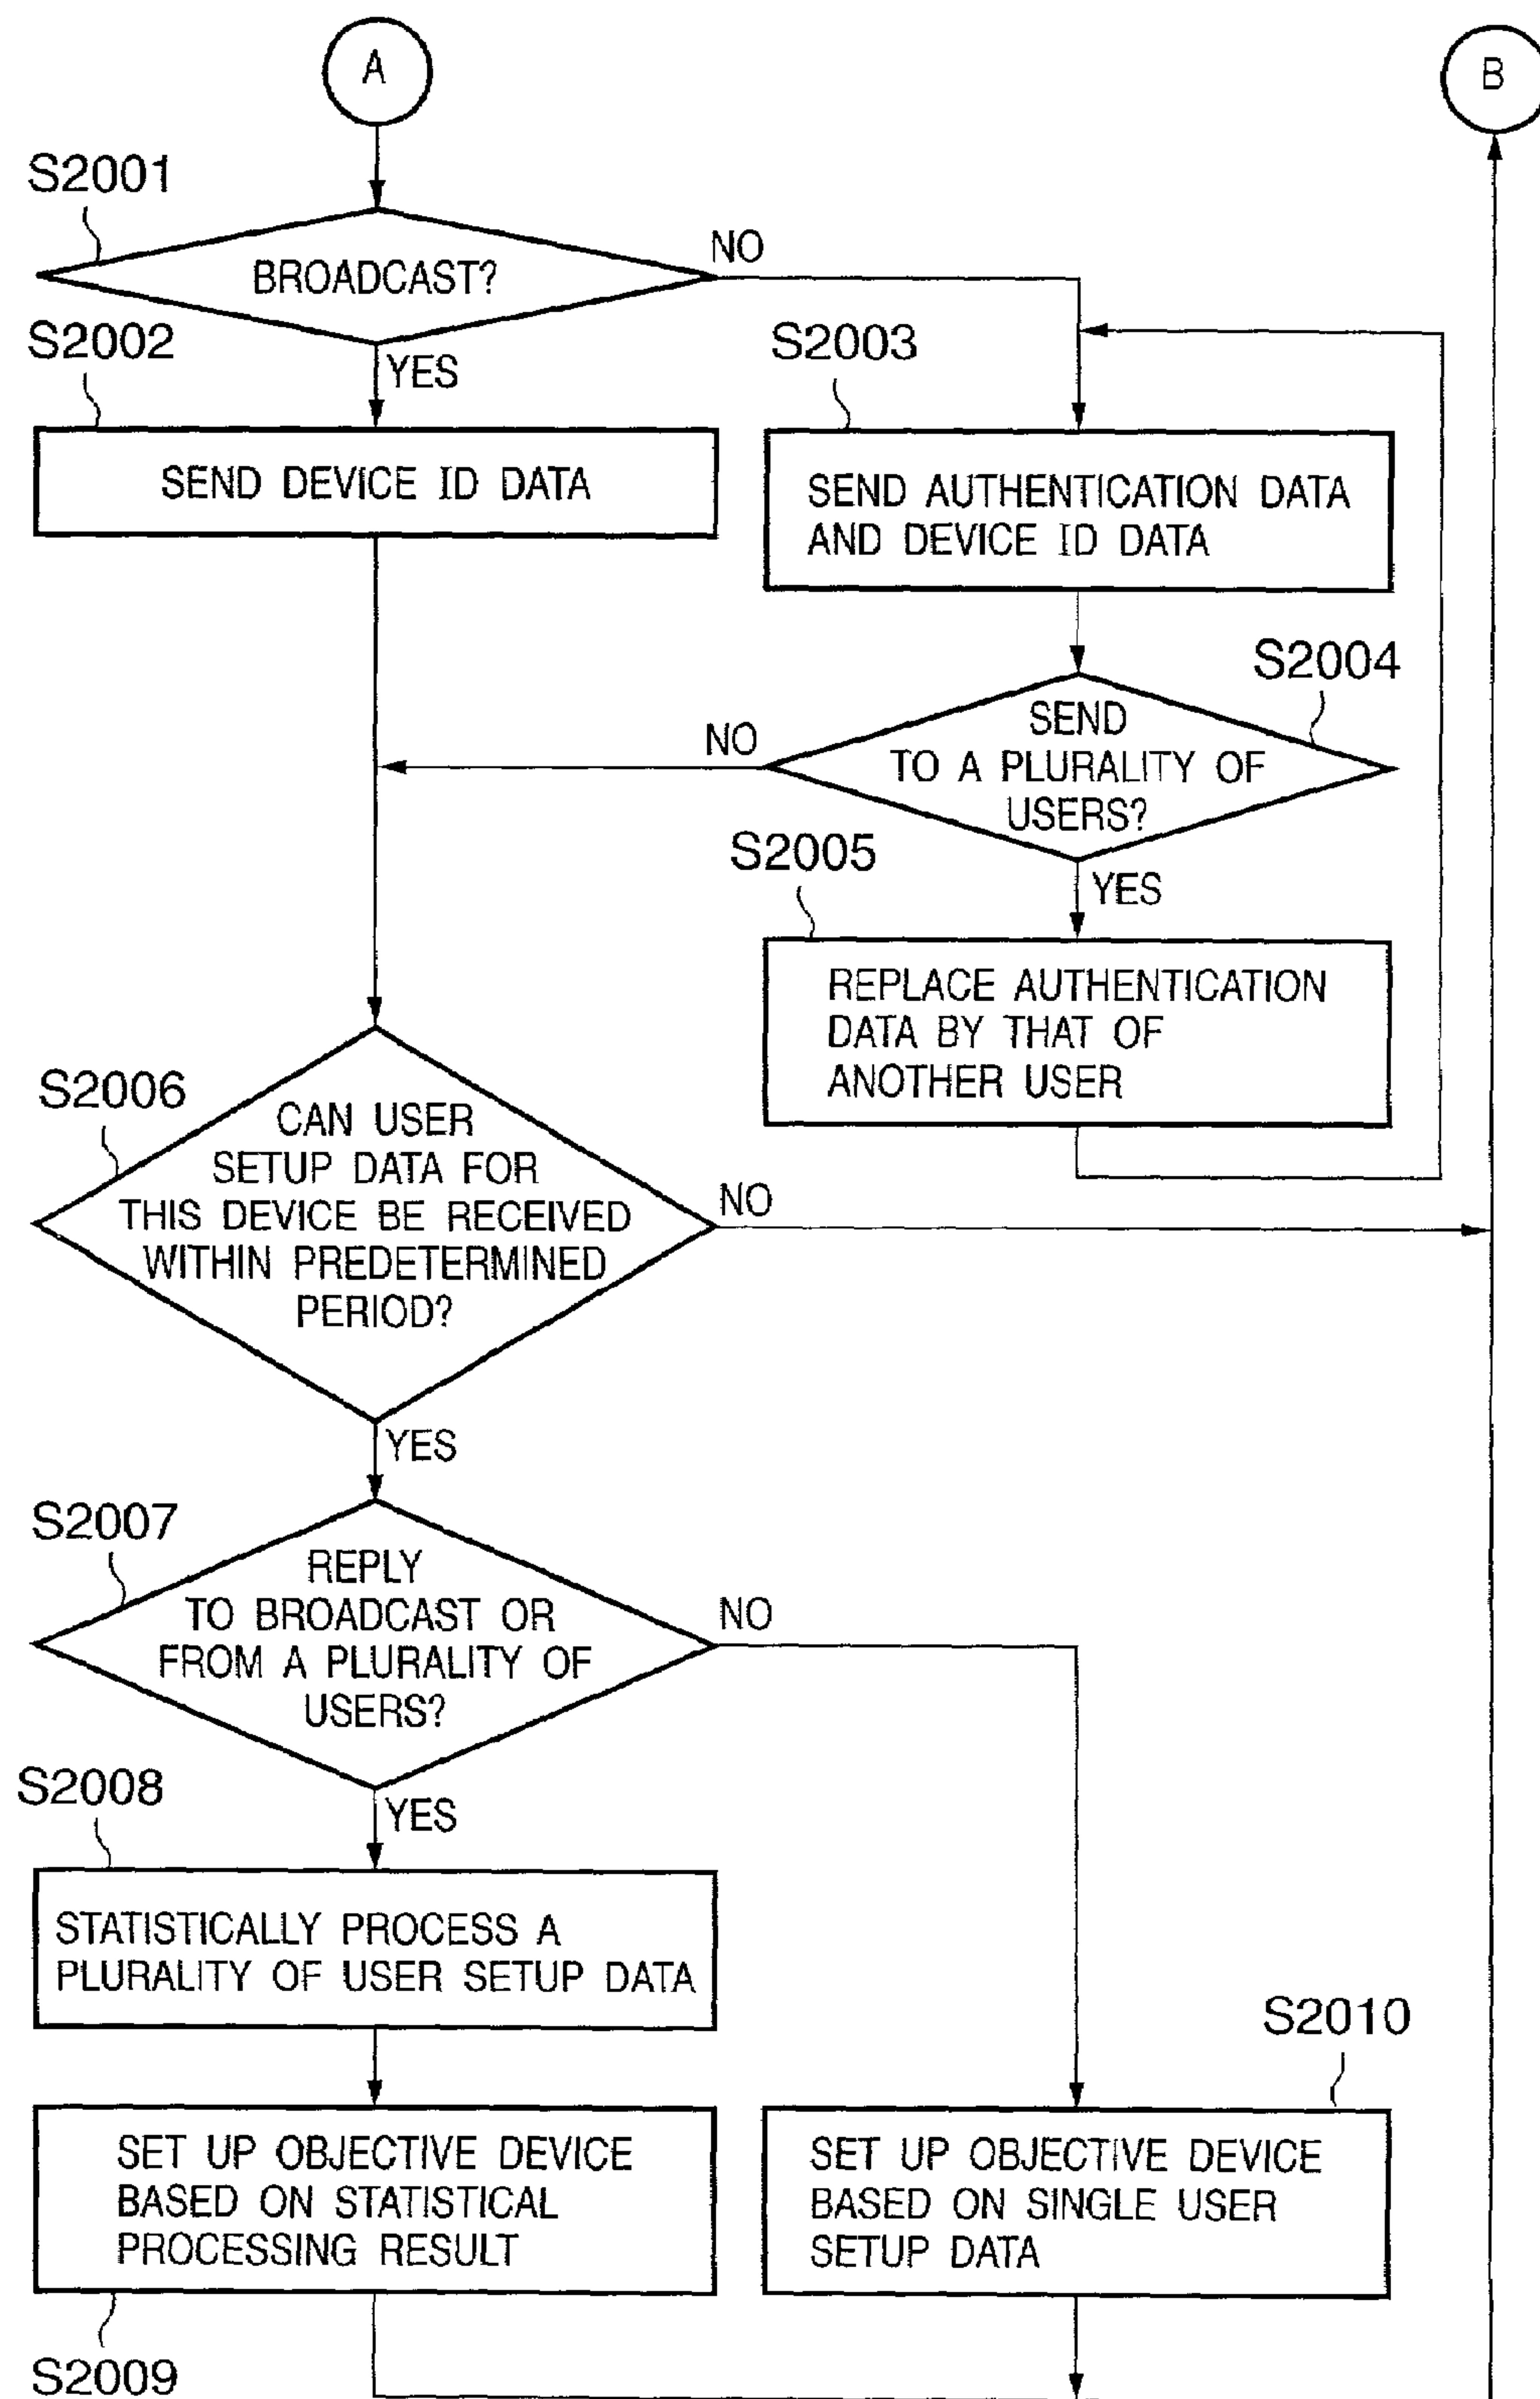 A
B
S2001
BROADCAST?
NO
S2002
YES
S2003
SEND DEVICE ID DATA
SEND AUTHENTICATION DATA
AND DEVICE ID DATA
S2004
SEND
TO A PLURALITY OF
USERS?
NO
S2005
YES
REPLACE AUTHENTICATION
DATA BY THAT OF
ANOTHER USER
S2006
CAN USER
SETUP DATA FOR
THIS DEVICE BE RECEIVED
WITHIN PREDETERMINED
PERIOD?
NO
YES
S2007
REPLY
TO BROADCAST OR
FROM A PLURALITY OF
USERS?
NO
S2008
YES
STATISTICALLY PROCESS A
PLURALITY OF USER SETUP DATA
S2010
SET UP OBJECTIVE DEVICE
BASED ON STATISTICAL
PROCESSING RESULT
SET UP OBJECTIVE DEVICE
BASED ON SINGLE USER
SETUP DATA
S2009